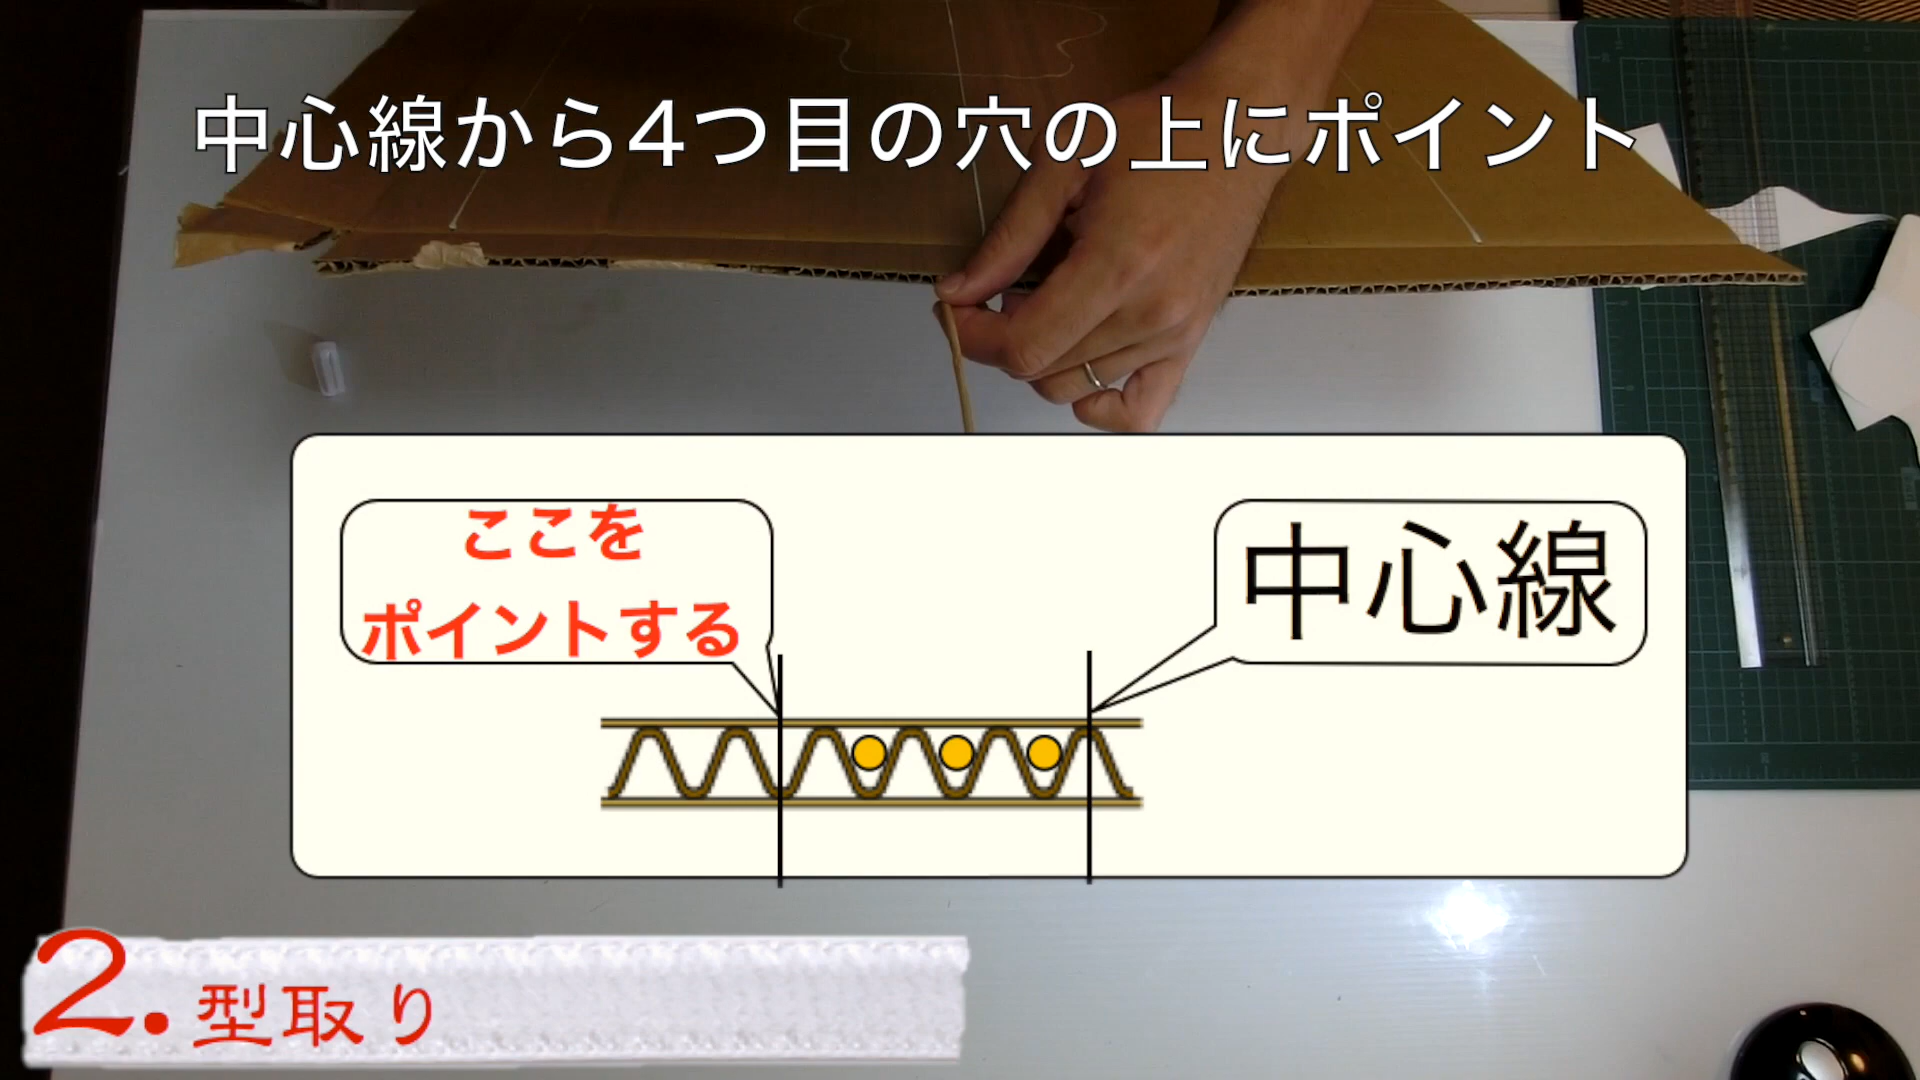 中心線から4つ目の穴の上にポイント
ここを
ポイントする
中心線
2.型取り